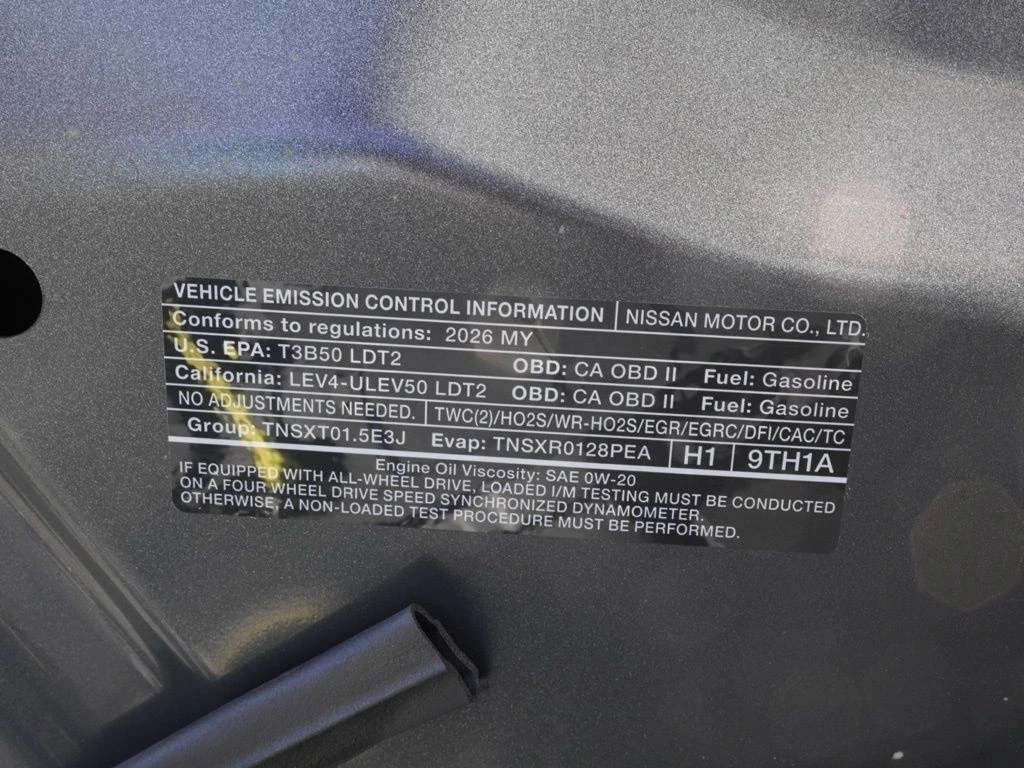 VEHICLE EMISSION CONTROL INFORMATION NISSAN MOTOR CO., LTD.
Conforms to regulations: 2026 MY
U.S. EPA: T3B50 LDT2 OBD: CA OBD II Fuel: Gasoline
California: LEV4-ULEV50 LDT2 OBD: CA OBD II Fuel: Gasoline
NO ADJUSTMENTS NEEDED. TWC(2)/HO2S/WR-HO2S/EGR/EGRC/DFI/CAC/TC
Group: TNSXT01.5E3J Evap: TNSXR0128PEA H1 9TH1A
Engine Oil Viscosity: SAE 0W-20
IF EQUIPPED WITH ALL-WHEEL DRIVE, LOADED I/M TESTING MUST BE CONDUCTED
ON A FOUR WHEEL DRIVE SPEED SYNCHRONIZED DYNAMOMETER.
OTHERWISE, A NON-LOADED TEST PROCEDURE MUST BE PERFORMED.